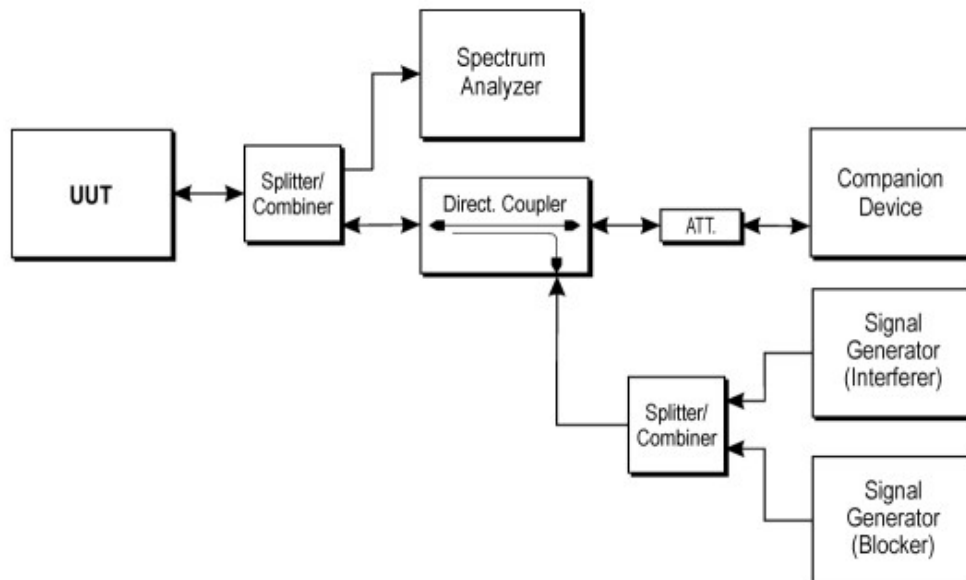 Spectrum
Analyzer
UUT
Splitter/
Combiner
Direct. Coupler
ATT.
Companion
Device
Signal
Generator
(Interferer)
Splitter/
Combiner
Signal
Generator
(Blocker)